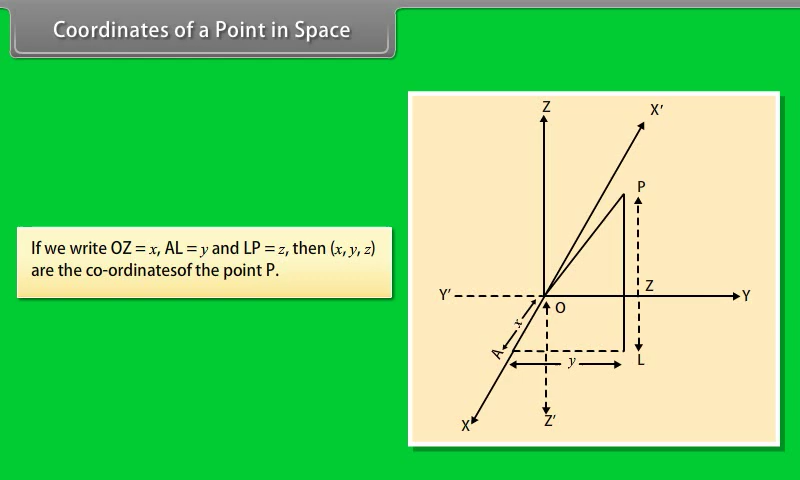 Coordinates of a Point in Space
If we write OZ = x, AL = y and LP = z, then (x, y, z)
are the co-ordinatesof the point P.
Z
X′
P
Z
Y′
Y
O
x
A
y
L
X
Z′